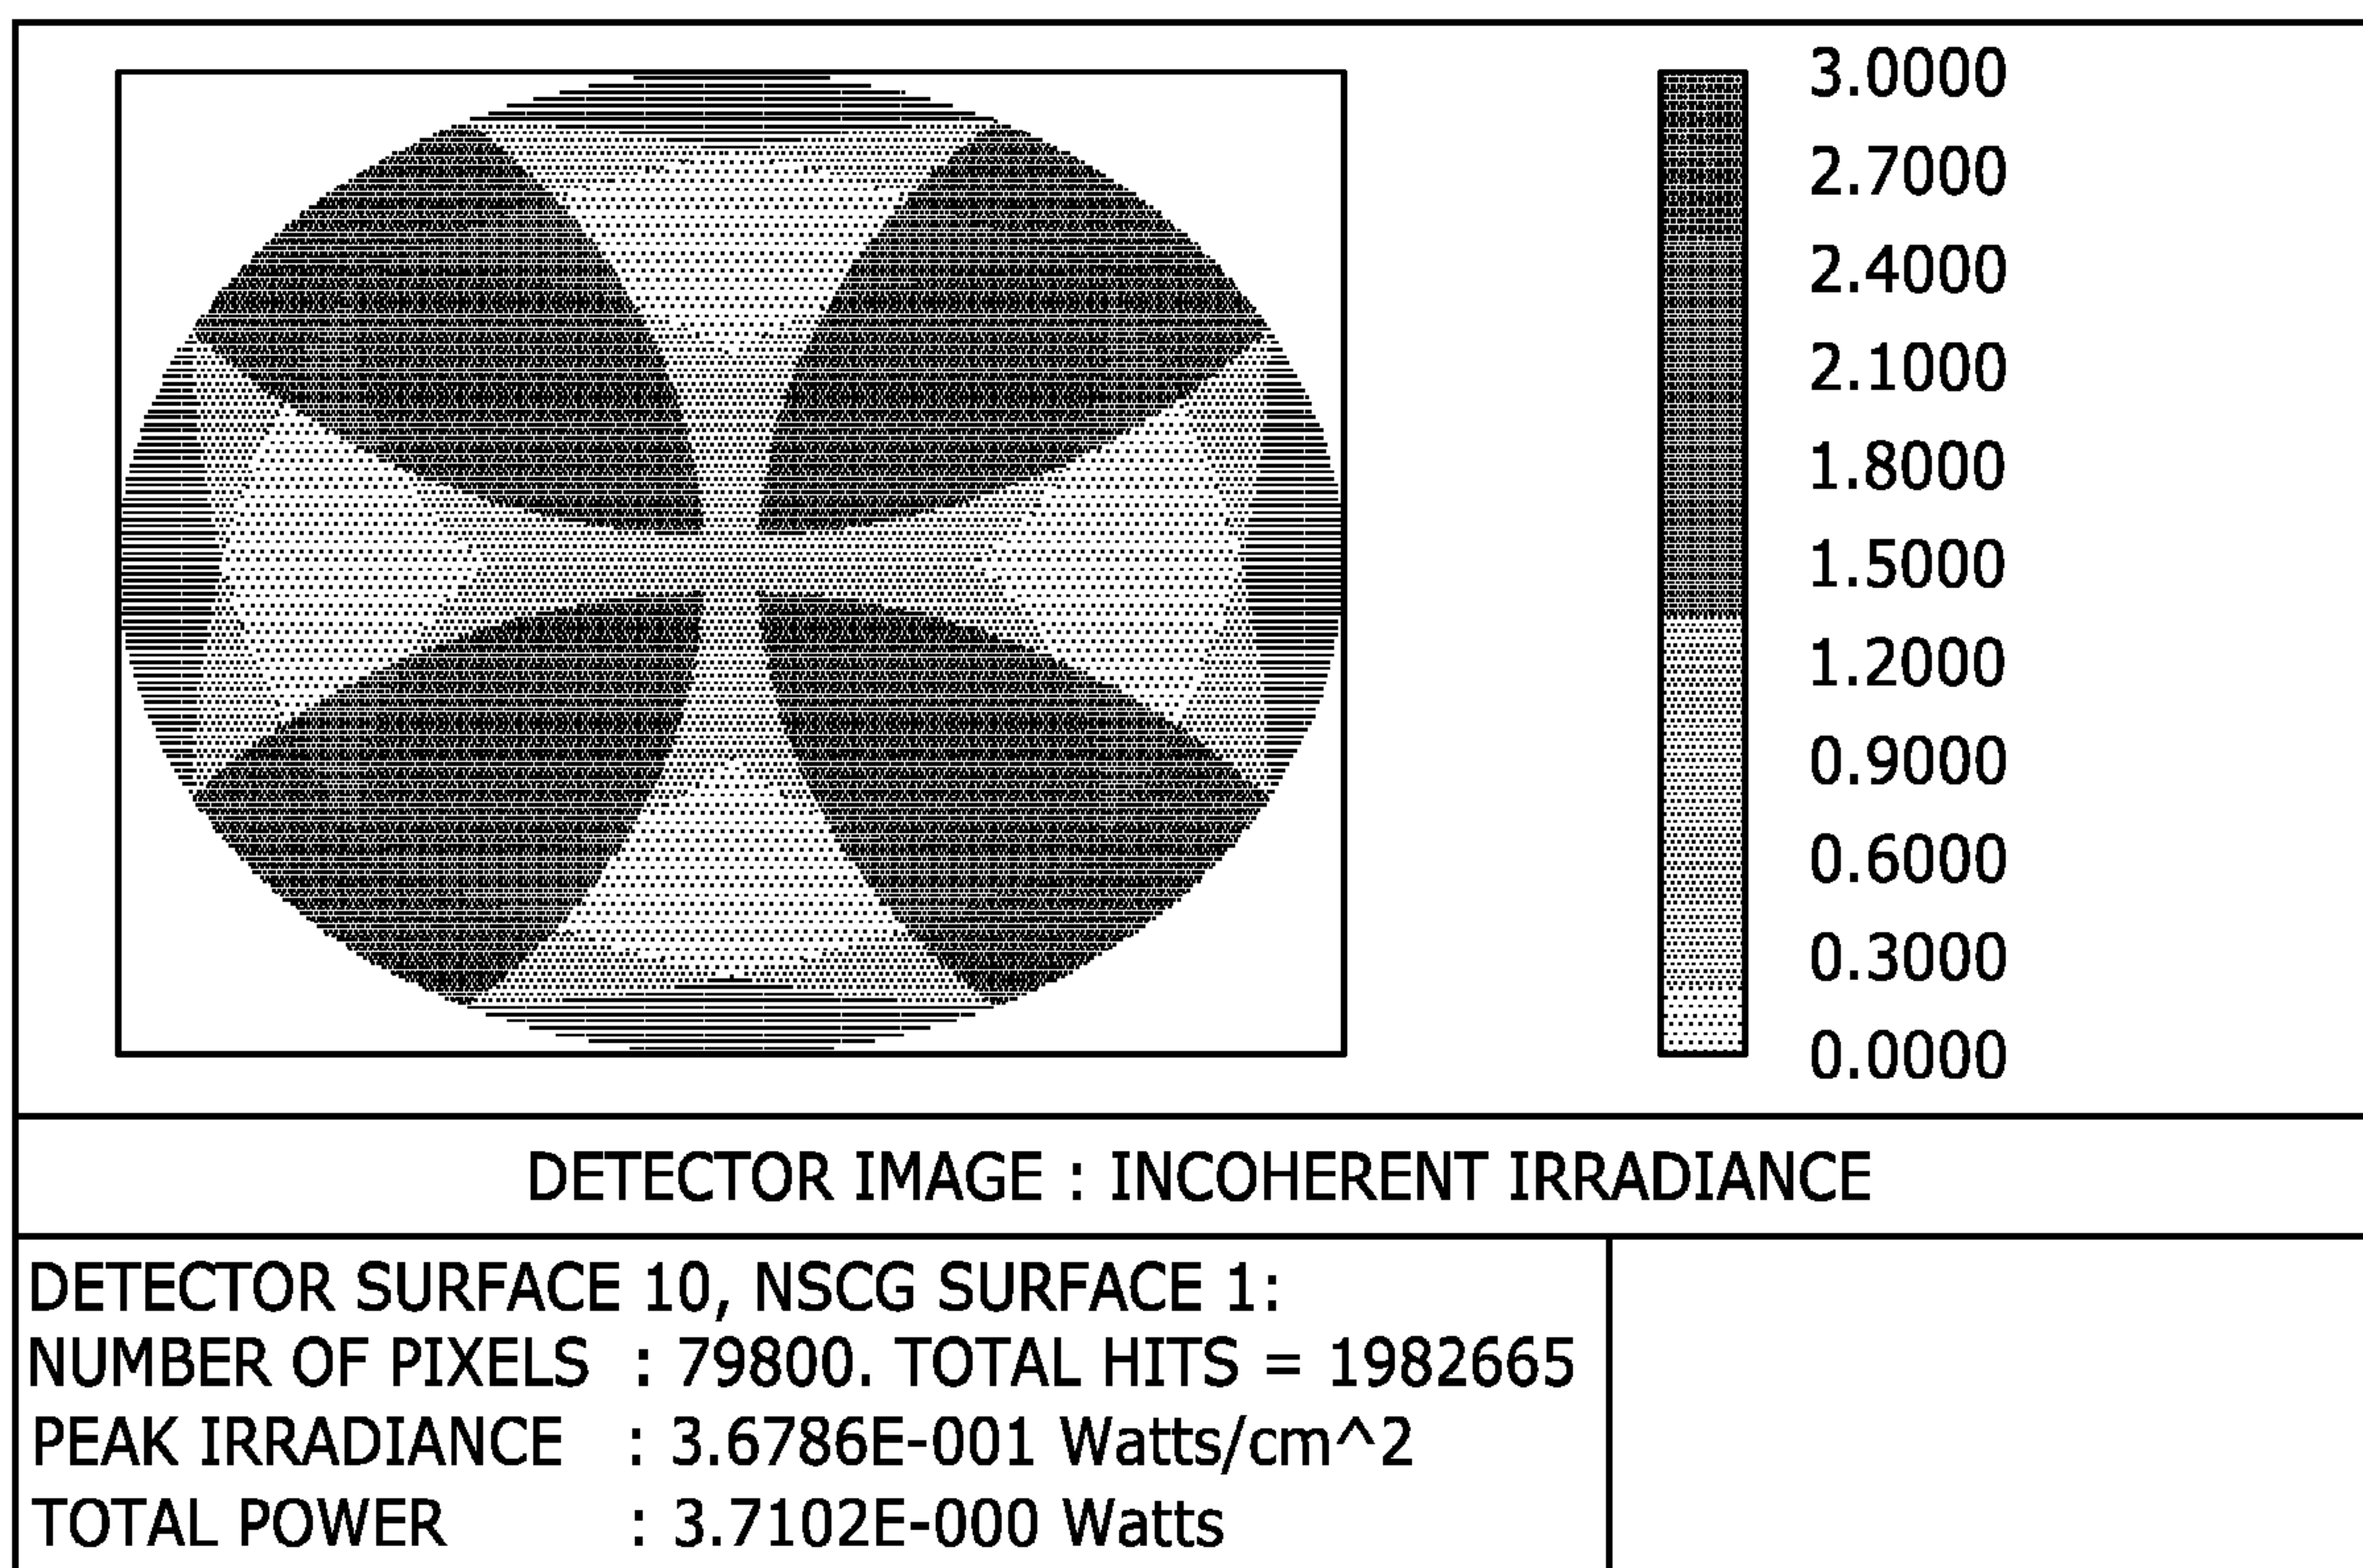 3.0000
2.7000
2.4000
2.1000
1.8000
1.5000
1.2000
0.9000
0.6000
0.3000
0.0000
DETECTOR IMAGE : INCOHERENT IRRADIANCE
DETECTOR SURFACE 10, NSCG SURFACE 1:
NUMBER OF PIXELS : 79800. TOTAL HITS = 1982665
PEAK IRRADIANCE : 3.6786E-001 Watts/cm^2
TOTAL POWER : 3.7102E-000 Watts